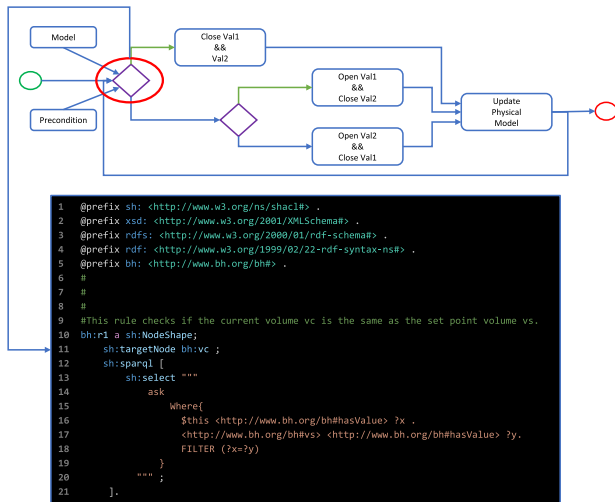 Model
Precondition
Close Val1
&&
Val2
Open Val1
&&
Close Val2
Open Val2
&&
Close Val1
Update
Physical
Model
1 @prefix sh: <http://www.w3.org/ns/shacl#> .
2 @prefix xsd: <http://www.w3.org/2001/XMLSchema#> .
3 @prefix rdfs: <http://www.w3.org/2000/01/rdf-schema#> .
4 @prefix rdf: <http://www.w3.org/1999/02/22-rdf-syntax-ns#> .
5 @prefix bh: <http://www.bh.org/bh#> .
6 #
7 #
8 #
9 #This rule checks if the current volume vc is the same as the set point volume vs.
10 bh:r1 a sh:NodeShape;
11 sh:targetNode bh:vc ;
12 sh:sparql [
13 sh:select """
14 ask
15 Where{
16 $this <http://www.bh.org/bh#hasValue> ?x .
17 <http://www.bh.org/bh#vs> <http://www.bh.org/bh#hasValue> ?y.
18 FILTER (?x=?y)
19 }
20 """ ;
21 ].